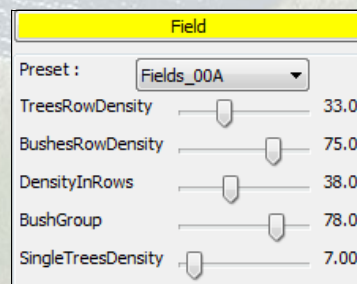 Field
Preset : Fields_00A
TreesRowDensity 33.0
BushesRowDensity 75.0
DensityInRows 38.0
BushGroup 78.0
SingleTreesDensity 7.00